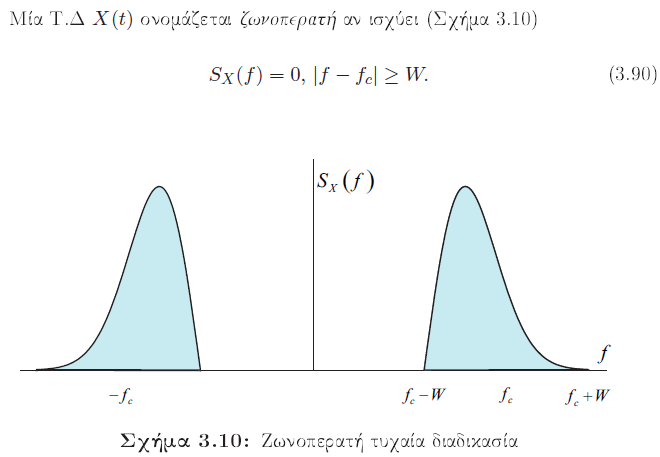 Μία Τ.Δ X(t) ονομάζεται ζωνοπερατή αν ισχύει (Σχήμα 3.10)
S_X(f) = 0, |f − f_c| ≥ W. (3.90)
S_X(f)
f
−f_c f_c−W f_c f_c+W
Σχήμα 3.10: Ζωνοπερατή τυχαία διαδικασία